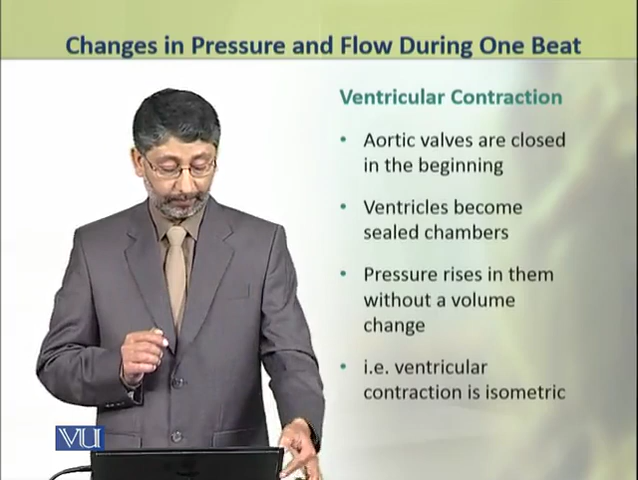 Changes in Pressure and Flow During One Beat
Ventricular Contraction
• Aortic valves are closed
in the beginning
• Ventricles become
sealed chambers
• Pressure rises in them
without a volume
change
• i.e. ventricular
contraction is isometric
VU